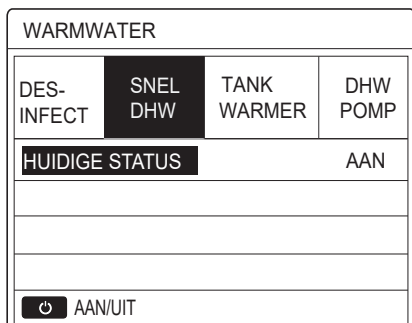 WARMWATER
DES-INFECT SNEL DHW TANK WARMER DHW POMP
HUIDIGE STATUS AAN
AAN/UIT